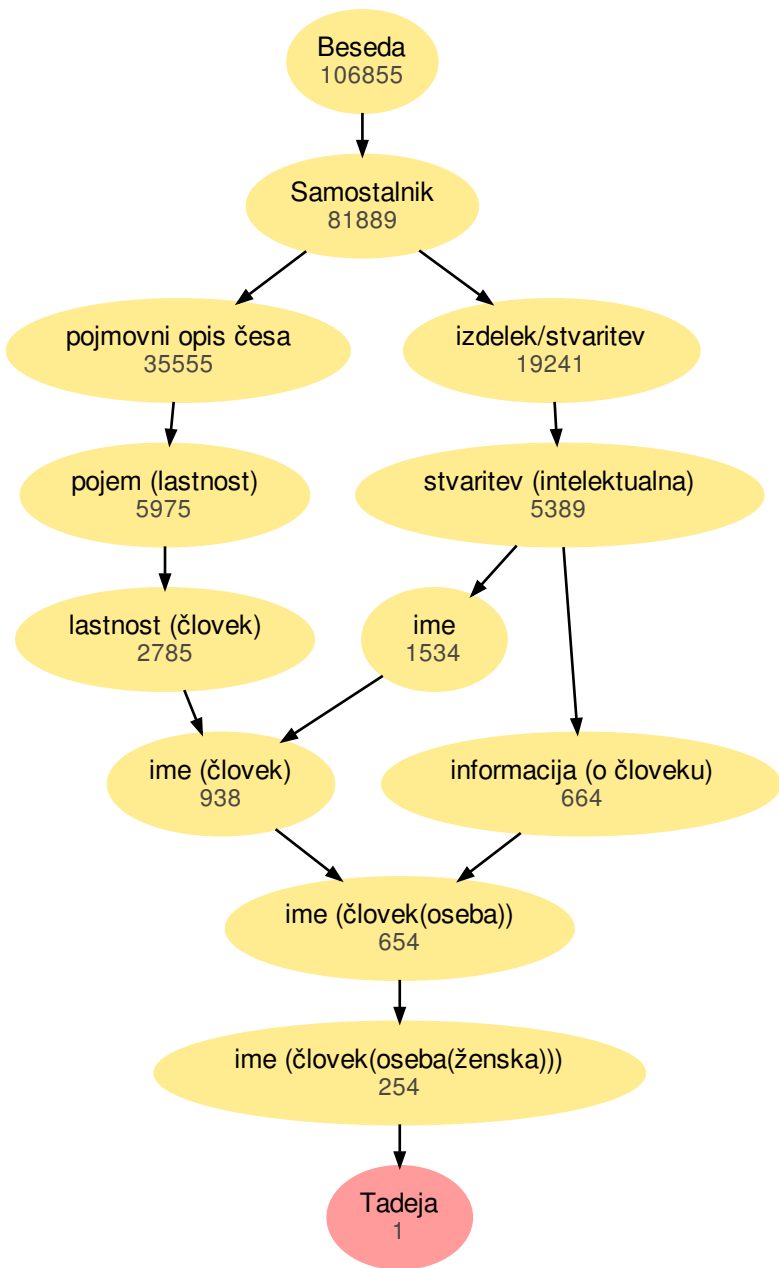 Beseda
106855
Samostalnik
81889
pojmovni opis česa
35555
izdelek/stvaritev
19241
pojem (lastnost)
5975
stvaritev (intelektualna)
5389
lastnost (človek)
2785
ime
1534
ime (človek)
938
informacija (o človeku)
664
ime (človek(oseba))
654
ime (človek(oseba(ženska)))
254
Tadeja
1